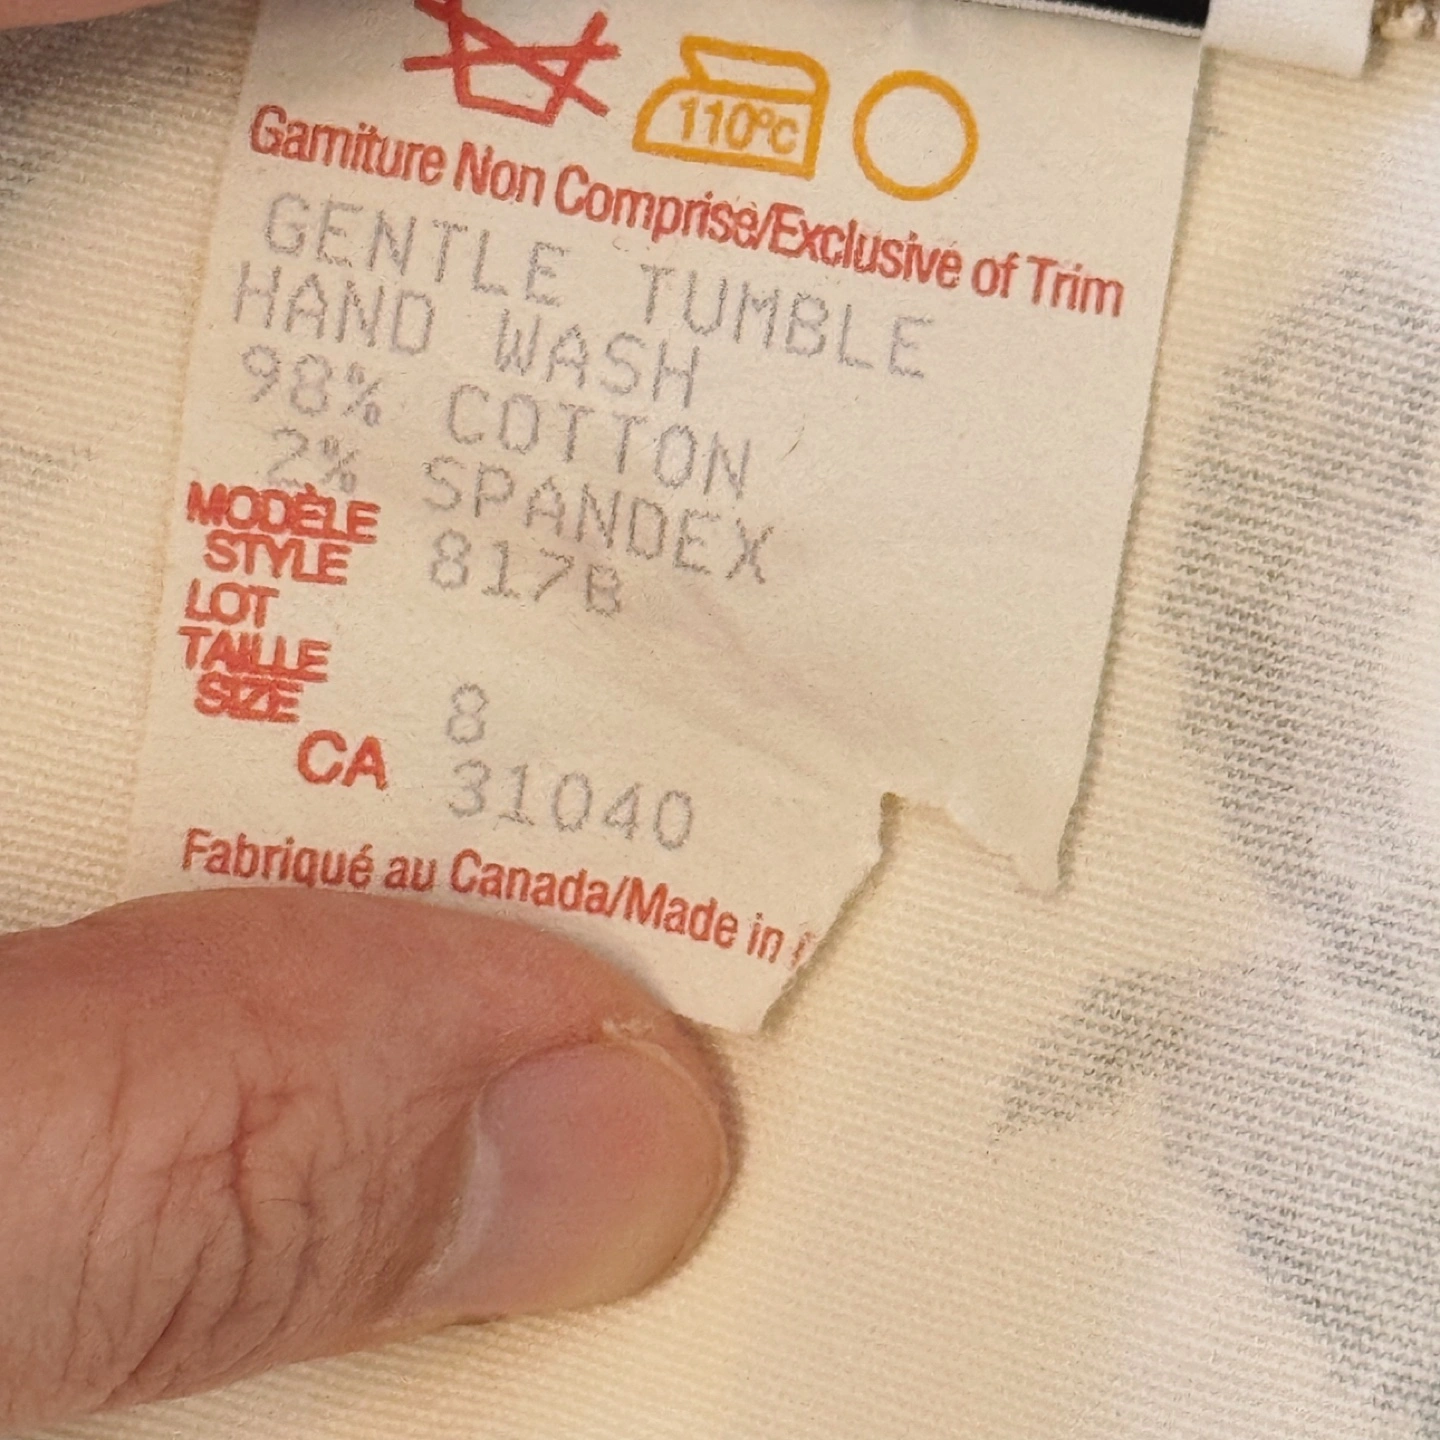 110ºc
Garniture Non Comprise/Exclusive of Trim
GENTLE TUMBLE
HAND WASH
98% COTTON
2% SPANDEX
MODÈLE
STYLE 817B
LOT
TAILLE
SIZE 8
CA 31040
Fabriqué au Canada/Made in